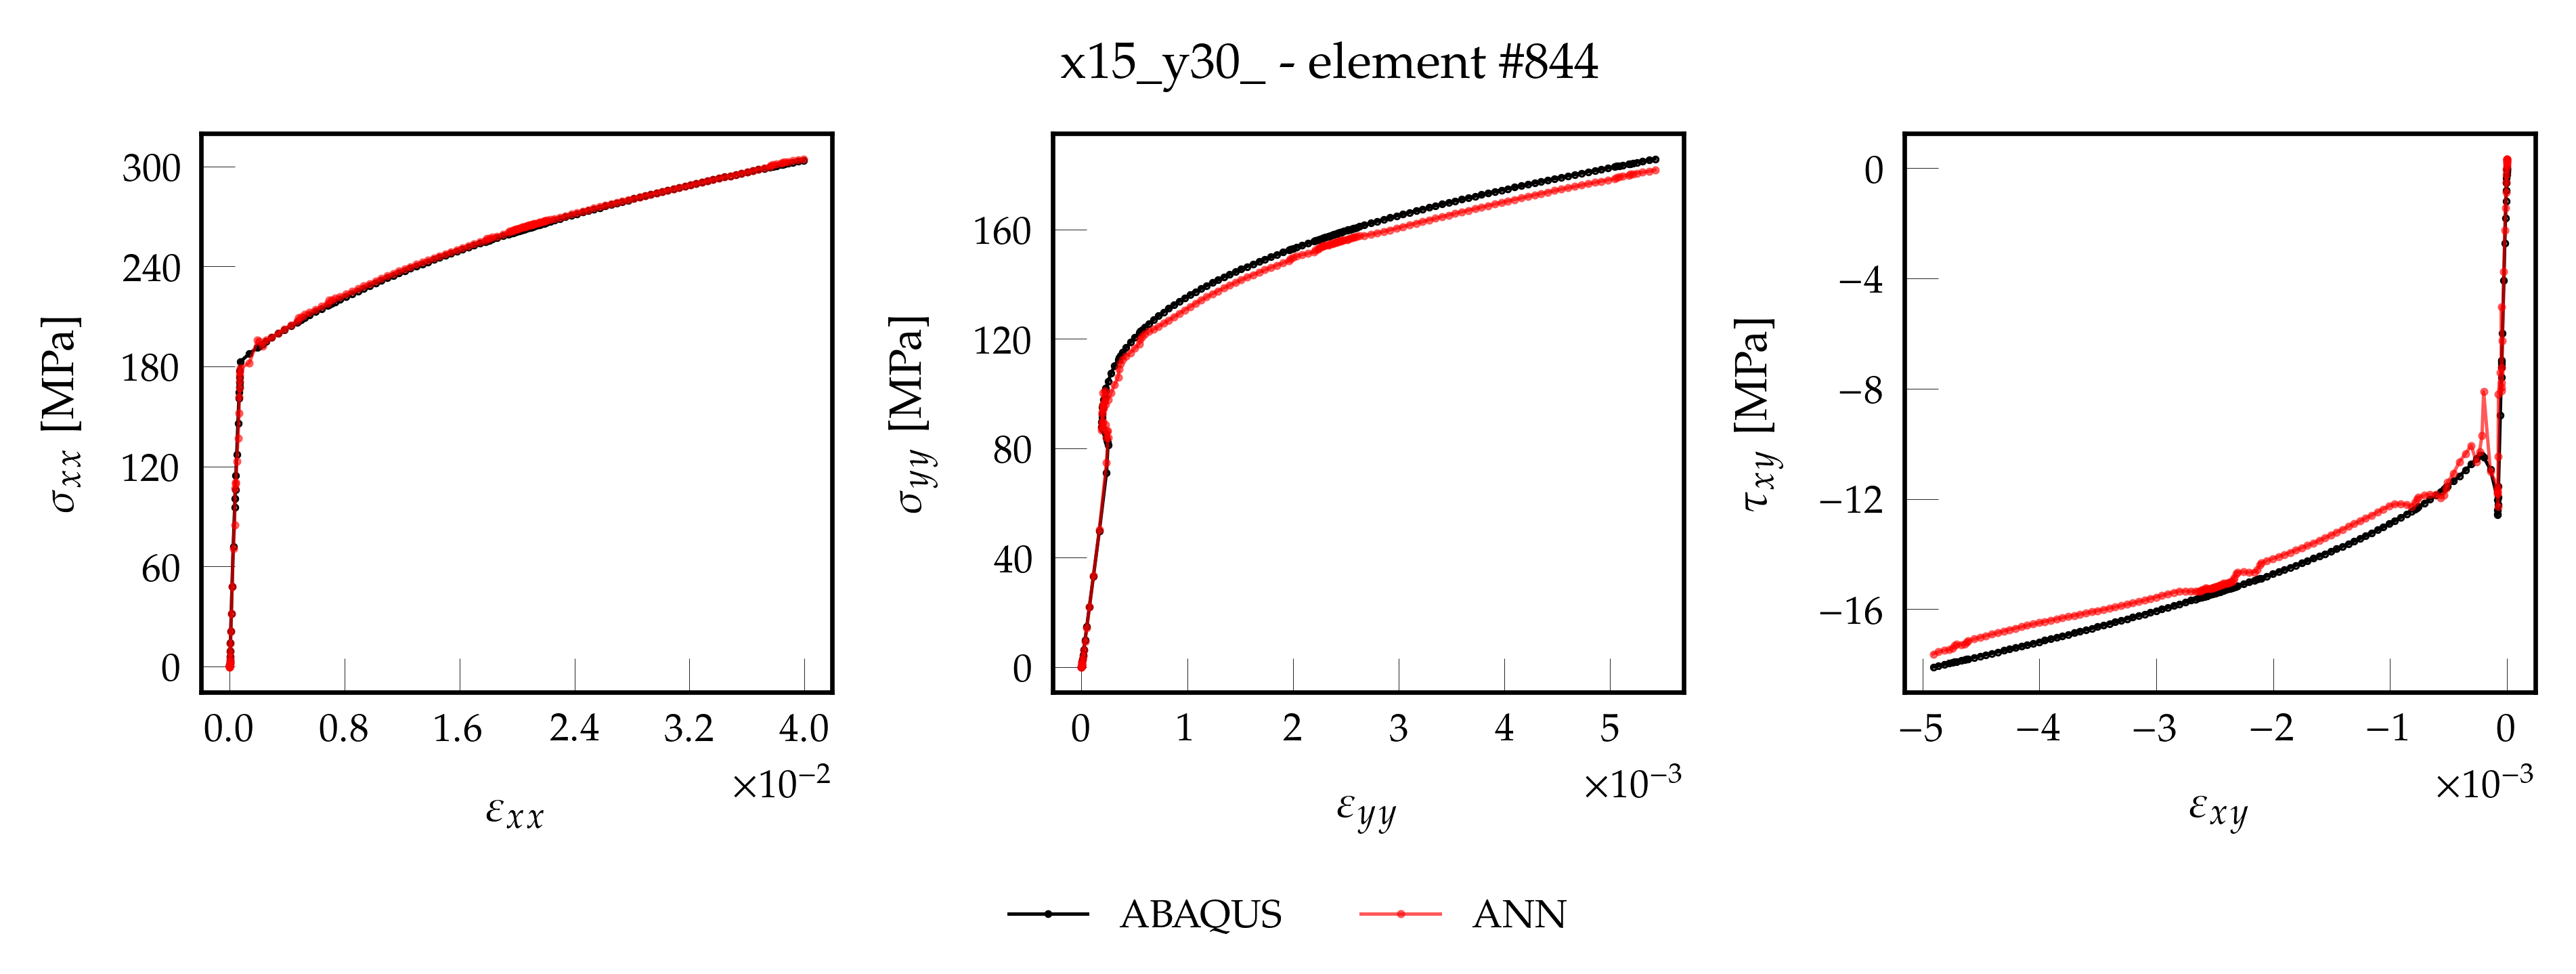 x15_y30_ - element #844
σxx [MPa]
300
240
180
120
60
0
0.0 0.8 1.6 2.4 3.2 4.0
×10−2
εxx
σyy [MPa]
160
120
80
40
0
0 1 2 3 4 5
×10−3
εyy
τxy [MPa]
0
−4
−8
−12
−16
−5 −4 −3 −2 −1 0
×10−3
εxy
ABAQUS ANN